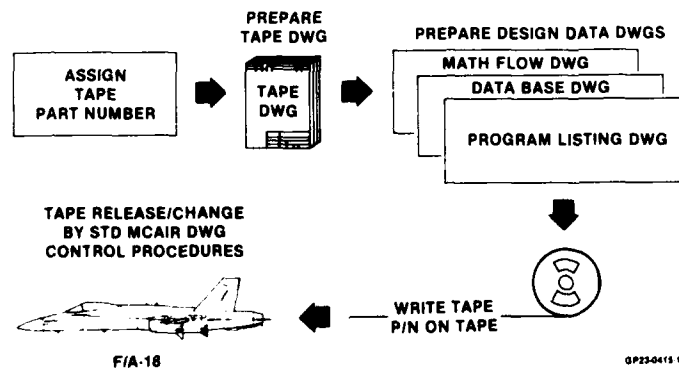 ASSIGN
TAPE
PART NUMBER
PREPARE
TAPE DWG
TAPE
DWG
PREPARE DESIGN DATA DWGS
MATH FLOW DWG
DATA BASE DWG
PROGRAM LISTING DWG
WRITE TAPE
P/N ON TAPE
TAPE RELEASE/CHANGE
BY STD MCAIR DWG
CONTROL PROCEDURES
F/A-18